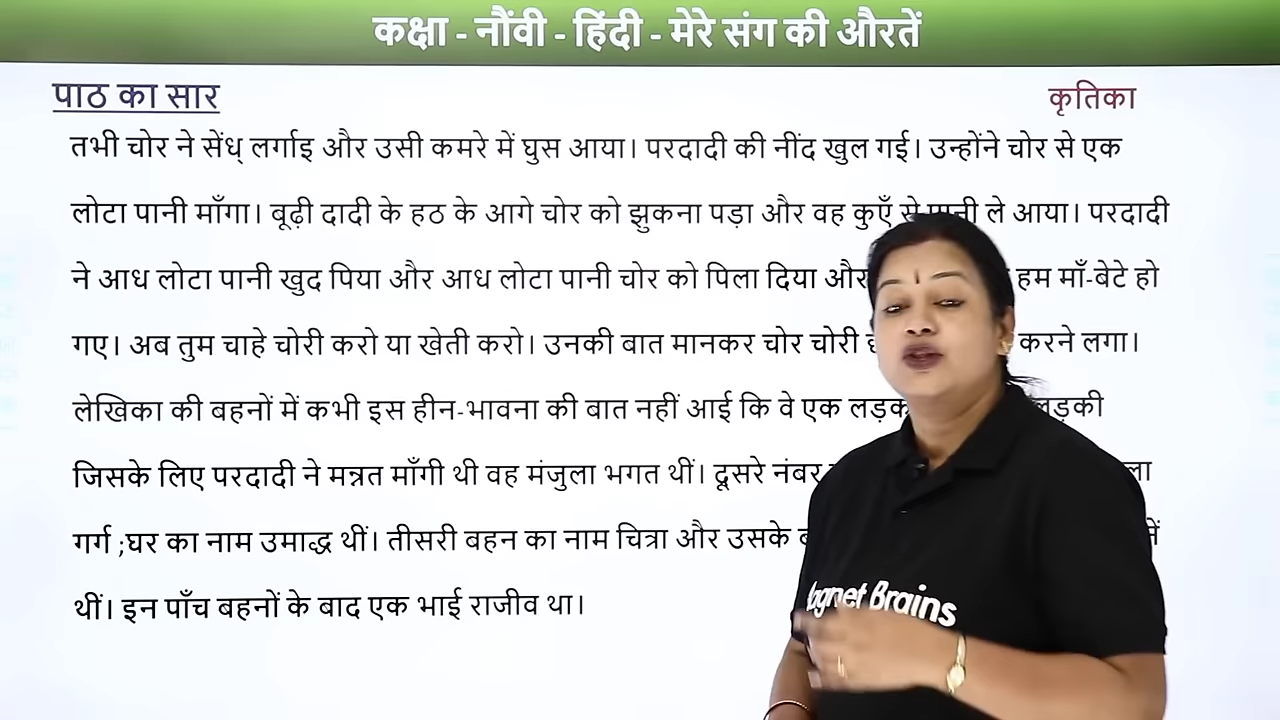 कक्षा - नौंवी - हिंदी - मेरे संग की औरतें
पाठ का सार
कृतिका
तभी चोर ने सेंध् लर्गाइ और उसी कमरे में घुस आया। परदादी की नींद खुल गई। उन्होंने चोर से एक
लोटा पानी माँगा। बूढ़ी दादी के हठ के आगे चोर को झुकना पड़ा और वह कुएँ से पानी ले आया। परदादी
ने आध लोटा पानी खुद पिया और आध लोटा पानी चोर को पिला दिया और हम माँ-बेटे हो
गए। अब तुम चाहे चोरी करो या खेती करो। उनकी बात मानकर चोर चोरी करने लगा।
लेखिका की बहनों में कभी इस हीन-भावना की बात नहीं आई कि वे एक लड़की
जिसके लिए परदादी ने मन्नत माँगी थी वह मंजुला भगत थीं। दूसरे नंबर
गर्ग ;घर का नाम उमाद्ध थीं। तीसरी बहन का नाम चित्रा और उसके
थीं। इन पाँच बहनों के बाद एक भाई राजीव था।
Brains